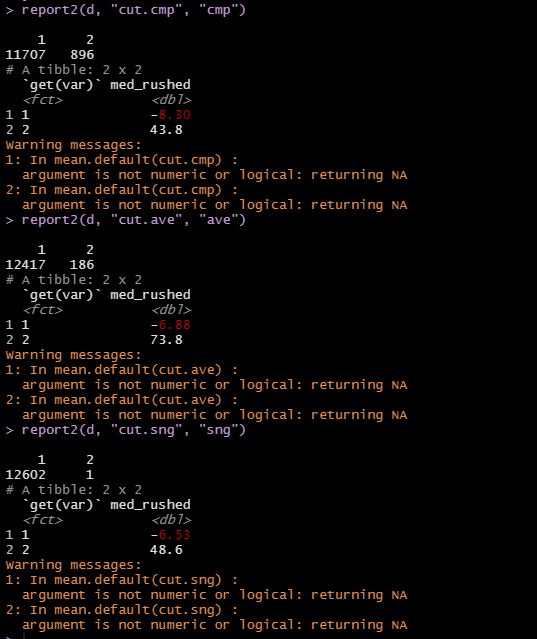 > report2(d, "cut.cmp", "cmp")
1 2
11707 896
# A tibble: 2 x 2
`get(var)` med_rushed
<fct> <dbl>
1 1 -8.30
2 2 43.8
Warning messages:
1: In mean.default(cut.cmp) :
argument is not numeric or logical: returning NA
2: In mean.default(cut.cmp) :
argument is not numeric or logical: returning NA
> report2(d, "cut.ave", "ave")
1 2
12417 186
# A tibble: 2 x 2
`get(var)` med_rushed
<fct> <dbl>
1 1 -6.88
2 2 73.8
Warning messages:
1: In mean.default(cut.ave) :
argument is not numeric or logical: returning NA
2: In mean.default(cut.ave) :
argument is not numeric or logical: returning NA
> report2(d, "cut.sng", "sng")
1 2
12602 1
# A tibble: 2 x 2
`get(var)` med_rushed
<fct> <dbl>
1 1 -6.53
2 2 48.6
Warning messages:
1: In mean.default(cut.sng) :
argument is not numeric or logical: returning NA
2: In mean.default(cut.sng) :
argument is not numeric or logical: returning NA
>